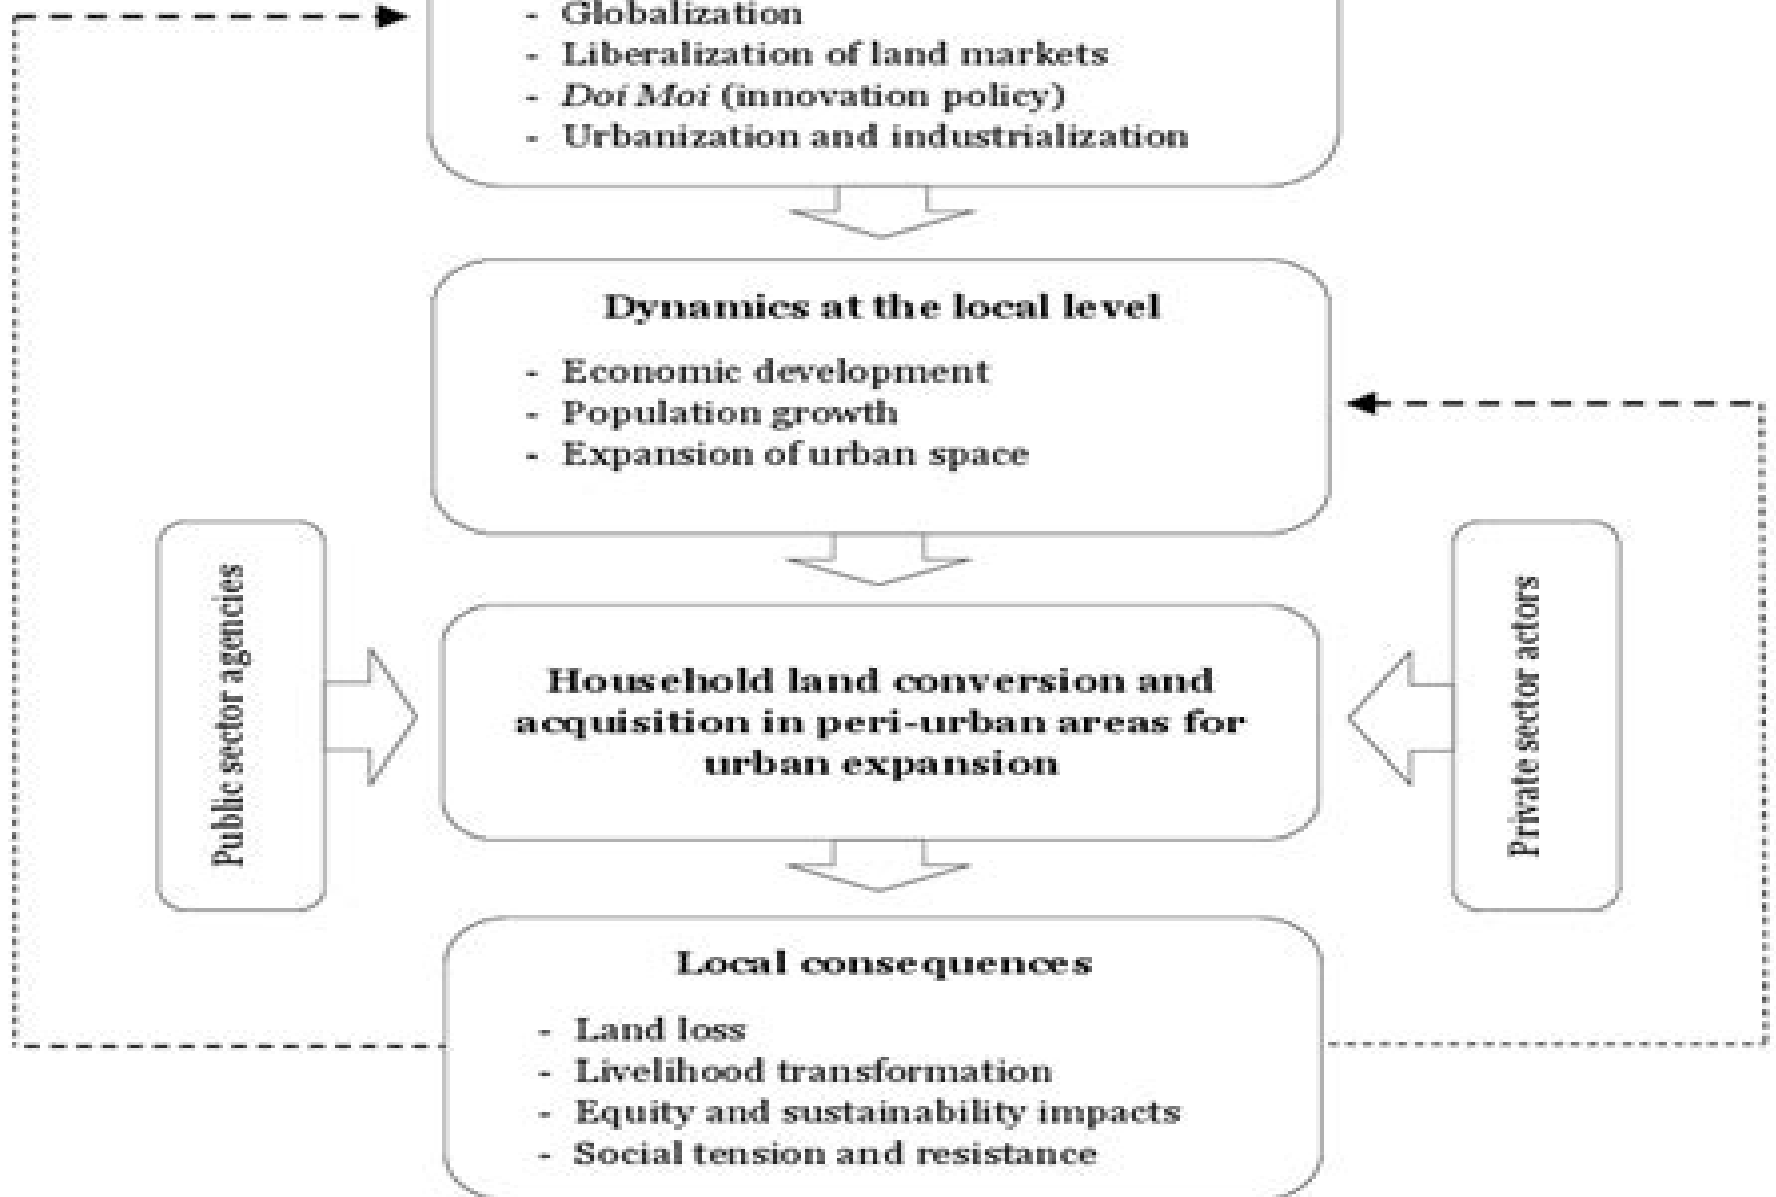 - Globalization
- Liberalization of land markets
- Doi Moi (innovation policy)
- Urbanization and industrialization
Dynamics at the local level
- Economic development
- Population growth
- Expansion of urban space
Public sector agencies
Household land conversion and
acquisition in peri-urban areas for
urban expansion
Private sector actors
Local consequences
- Land loss
- Livelihood transformation
- Equity and sustainability impacts
- Social tension and resistance